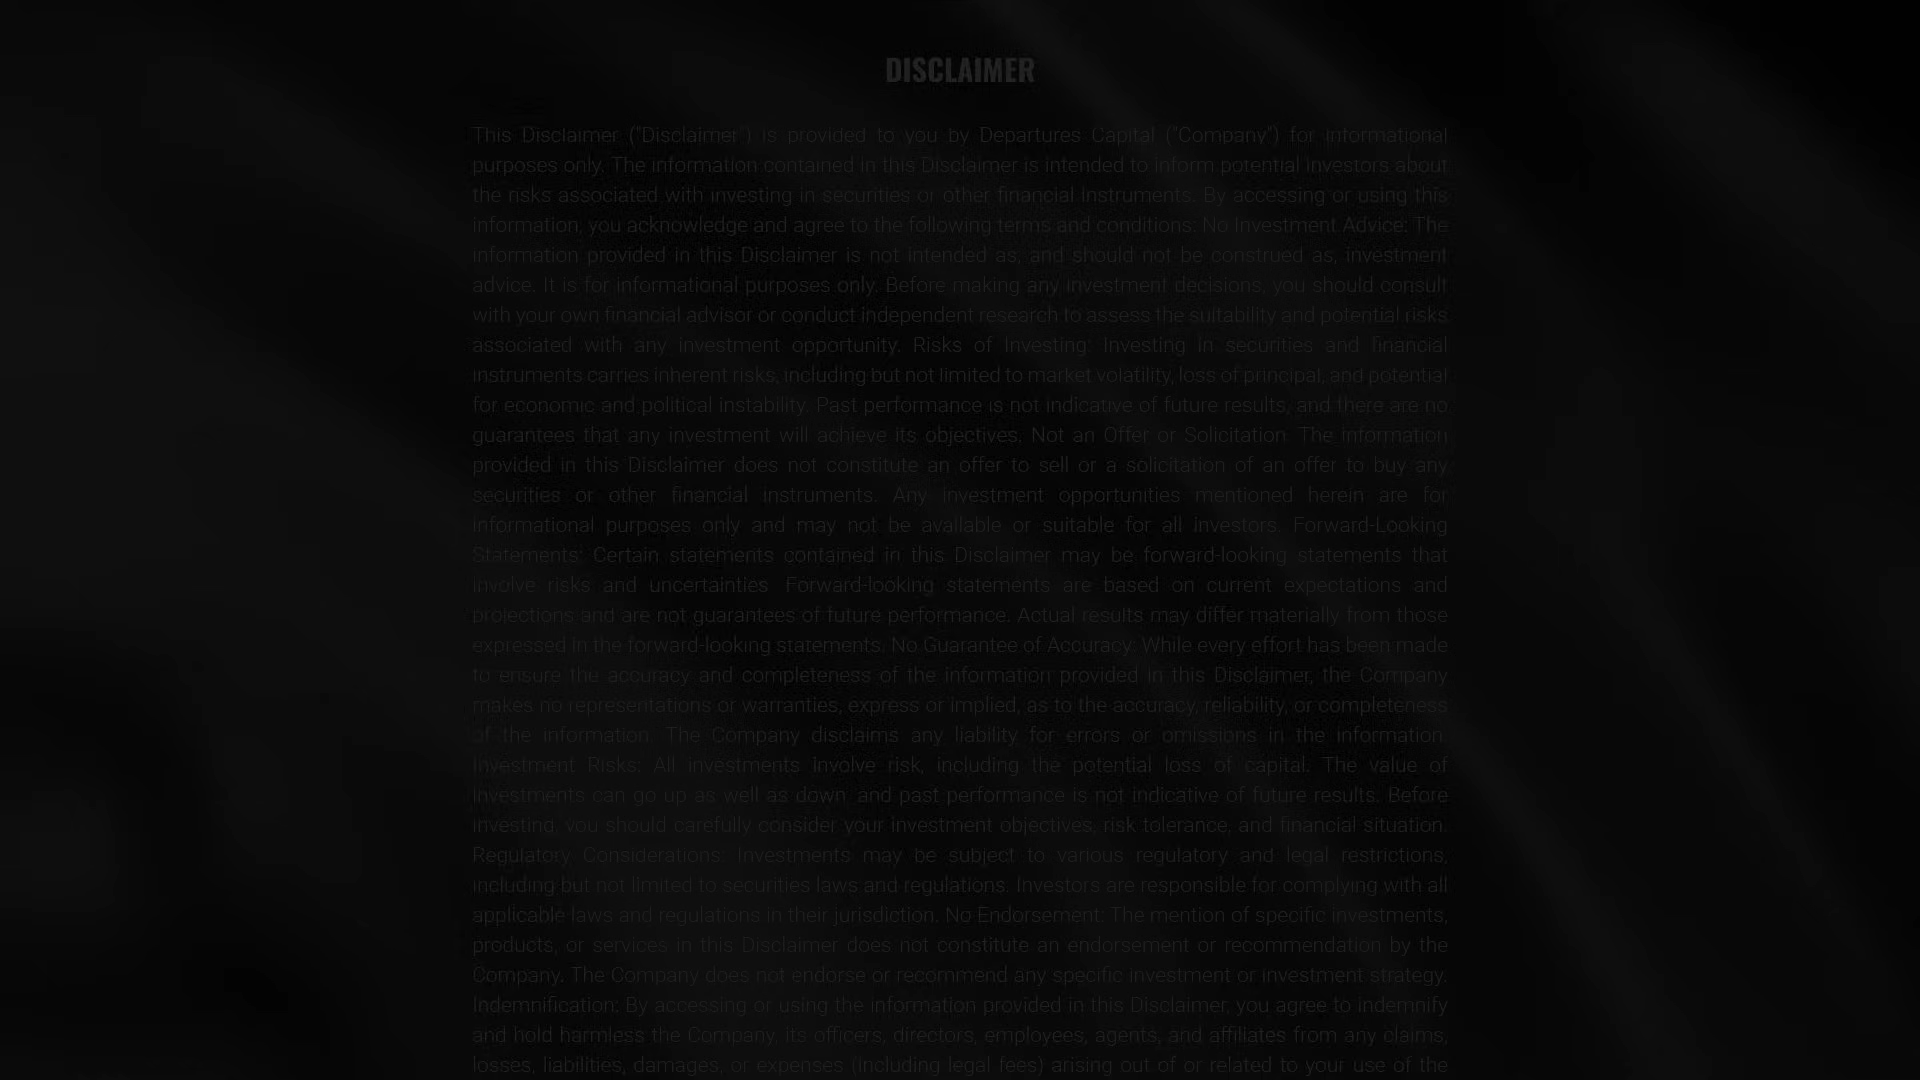 DISCLAIMER
This Disclaimer ("Disclaimer") is provided to you by Departures Capital ("Company") for informational
purposes only. The information contained in this Disclaimer is intended to inform potential investors about
the risks associated with investing in securities or other financial instruments. By accessing or using this
information, you acknowledge and agree to the following terms and conditions: No Investment Advice: The
information provided in this Disclaimer is not intended as, and should not be construed as, investment
advice. It is for informational purposes only. Before making any investment decisions, you should consult
with your own financial advisor or conduct independent research to assess the suitability and potential risks
associated with any investment opportunity. Risks of Investing: Investing in securities and financial
instruments carries inherent risks, including but not limited to market volatility, loss of principal, and potential
for economic and political instability. Past performance is not indicative of future results, and there are no
guarantees that any investment will achieve its objectives. Not an Offer or Solicitation: The information
provided in this Disclaimer does not constitute an offer to sell or a solicitation of an offer to buy any
securities or other financial instruments. Any investment opportunities mentioned herein are for
informational purposes only and may not be available or suitable for all investors. Forward-Looking
Statements: Certain statements contained in this Disclaimer may be forward-looking statements that
involve risks and uncertainties. Forward-looking statements are based on current expectations and
projections and are not guarantees of future performance. Actual results may differ materially from those
expressed in the forward-looking statements. No Guarantee of Accuracy: While every effort has been made
to ensure the accuracy and completeness of the information provided in this Disclaimer, the Company
makes no representations or warranties, express or implied, as to the accuracy, reliability, or completeness
of the information. The Company disclaims any liability for errors or omissions in the information.
Investment Risks: All investments involve risk, including the potential loss of capital. The value of
investments can go up as well as down, and past performance is not indicative of future results. Before
investing, you should carefully consider your investment objectives, risk tolerance, and financial situation.
Regulatory Considerations: Investments may be subject to various regulatory and legal restrictions,
including but not limited to securities laws and regulations. Investors are responsible for complying with all
applicable laws and regulations in their jurisdiction. No Endorsement: The mention of specific investments,
products, or services in this Disclaimer does not constitute an endorsement or recommendation by the
Company. The Company does not endorse or recommend any specific investment or investment strategy.
Indemnification: By accessing or using the information provided in this Disclaimer, you agree to indemnify
and hold harmless the Company, its officers, directors, employees, agents, and affiliates from any claims,
losses, liabilities, damages, or expenses (including legal fees) arising out of or related to your use of the